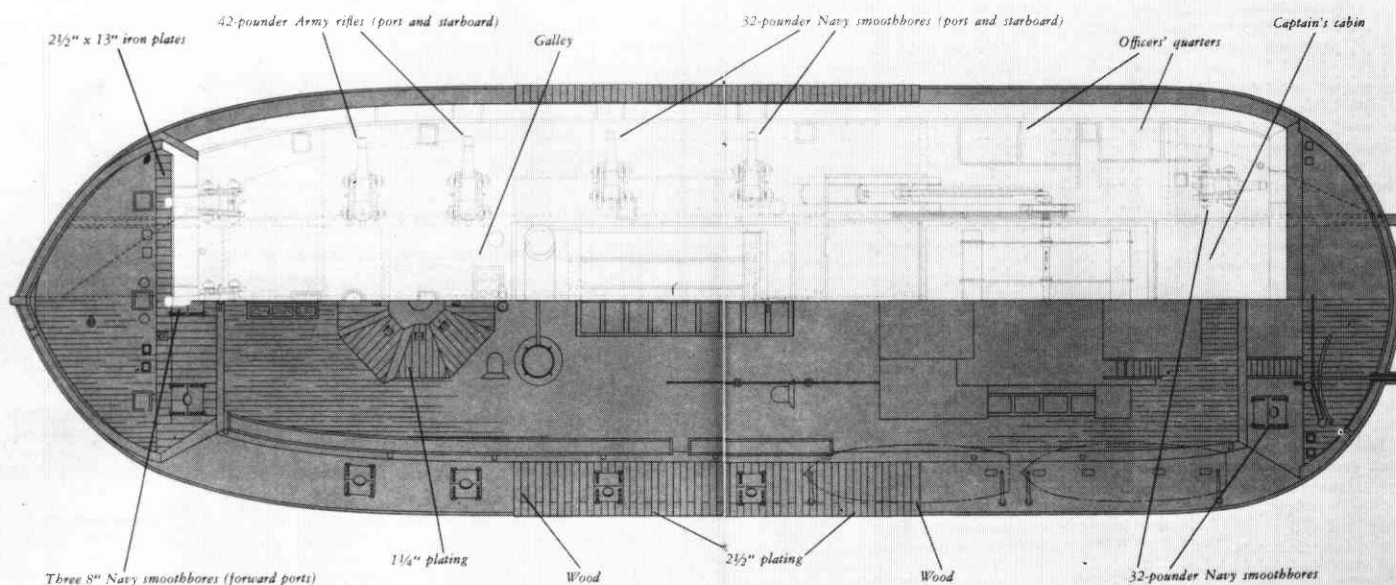 42-pounder Army rifles (port and starboard)
32-pounder Navy smoothbores (port and starboard)
Captain's cabin
2½" x 13" iron plates
Galley
Officers' quarters
1¼" plating
2½" plating
Three 8" Navy smoothbores (forward ports)
Wood
Wood
32-pounder Navy smoothbores